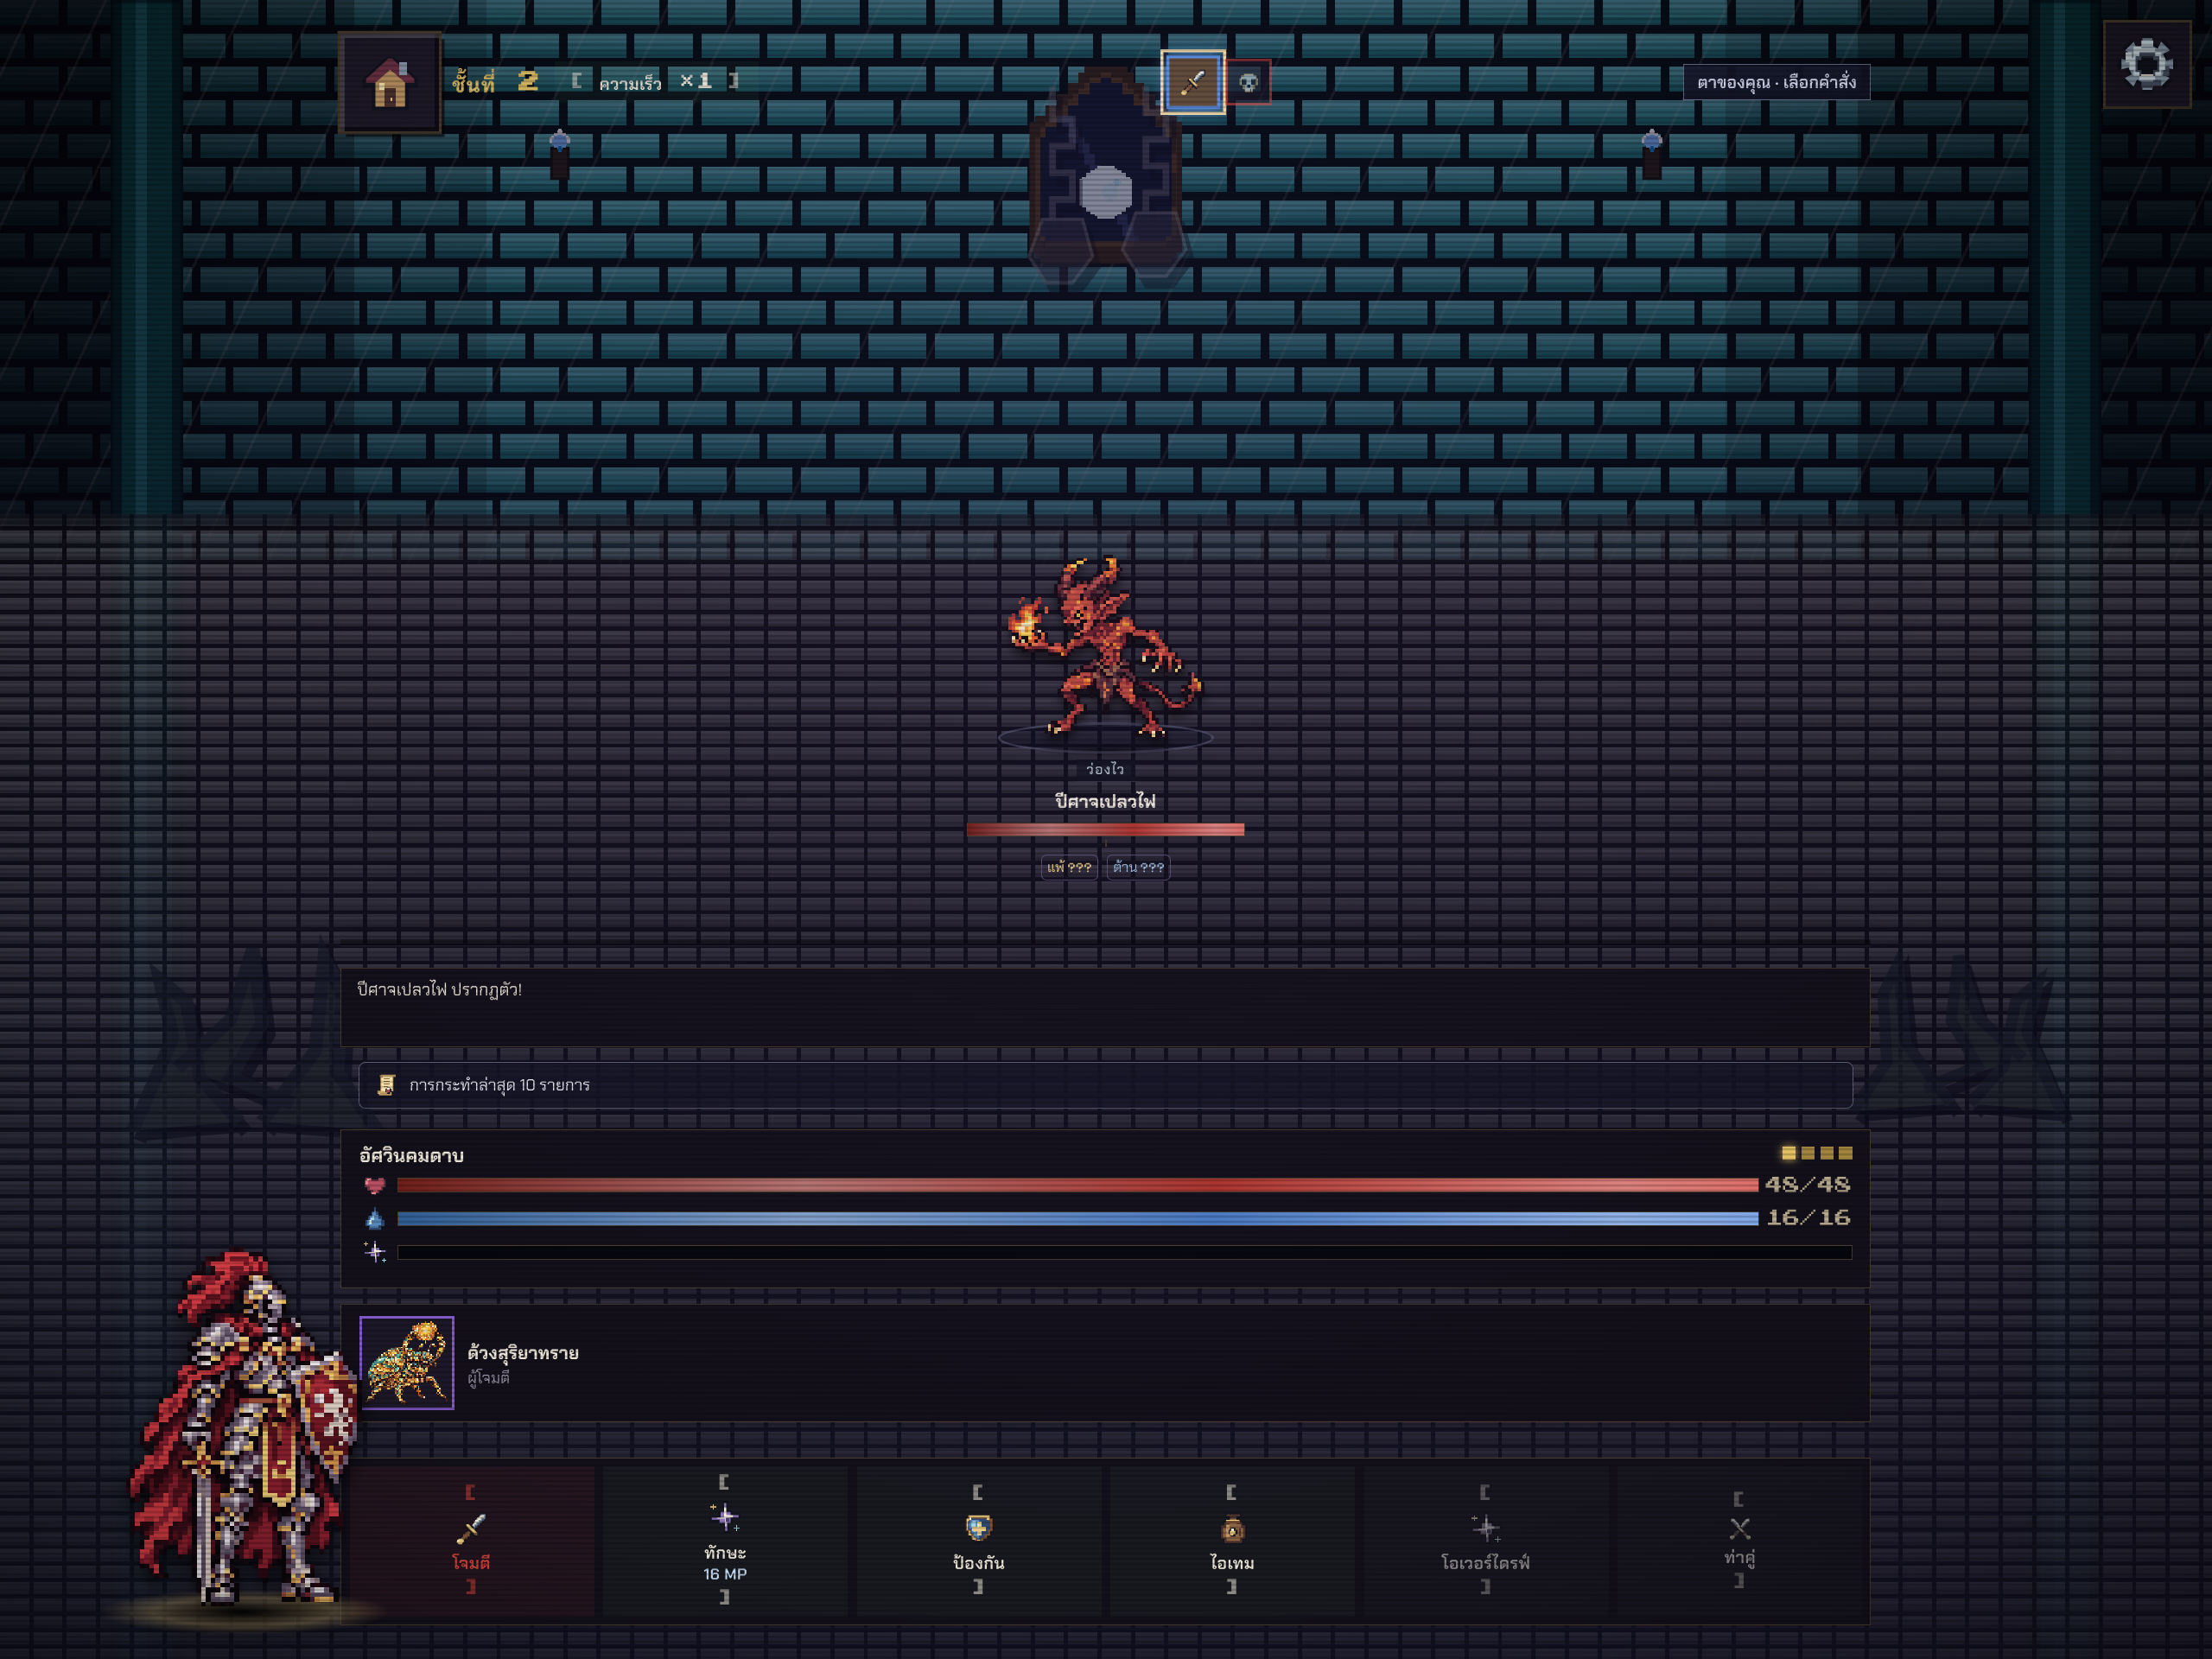 ชั้นที่ 2 [ ความเร็ว ×1 ]
ตาของคุณ · เลือกคำสั่ง
ว่องไว
ปีศาจเปลวไฟ
แพ้ ??? ต้าน ???
ปีศาจเปลวไฟ ปรากฏตัว!
การกระทำล่าสุด 10 รายการ
อัศวินคมดาบ
48/48
16/16
ด้วงสุริยาทราย
ผู้โจมตี
[ โจมตี ]
[ ทักษะ
16 MP ]
[ ป้องกัน ]
[ ไอเทม ]
[ โอเวอร์ไดรฟ์ ]
[ ท่าคู่ ]